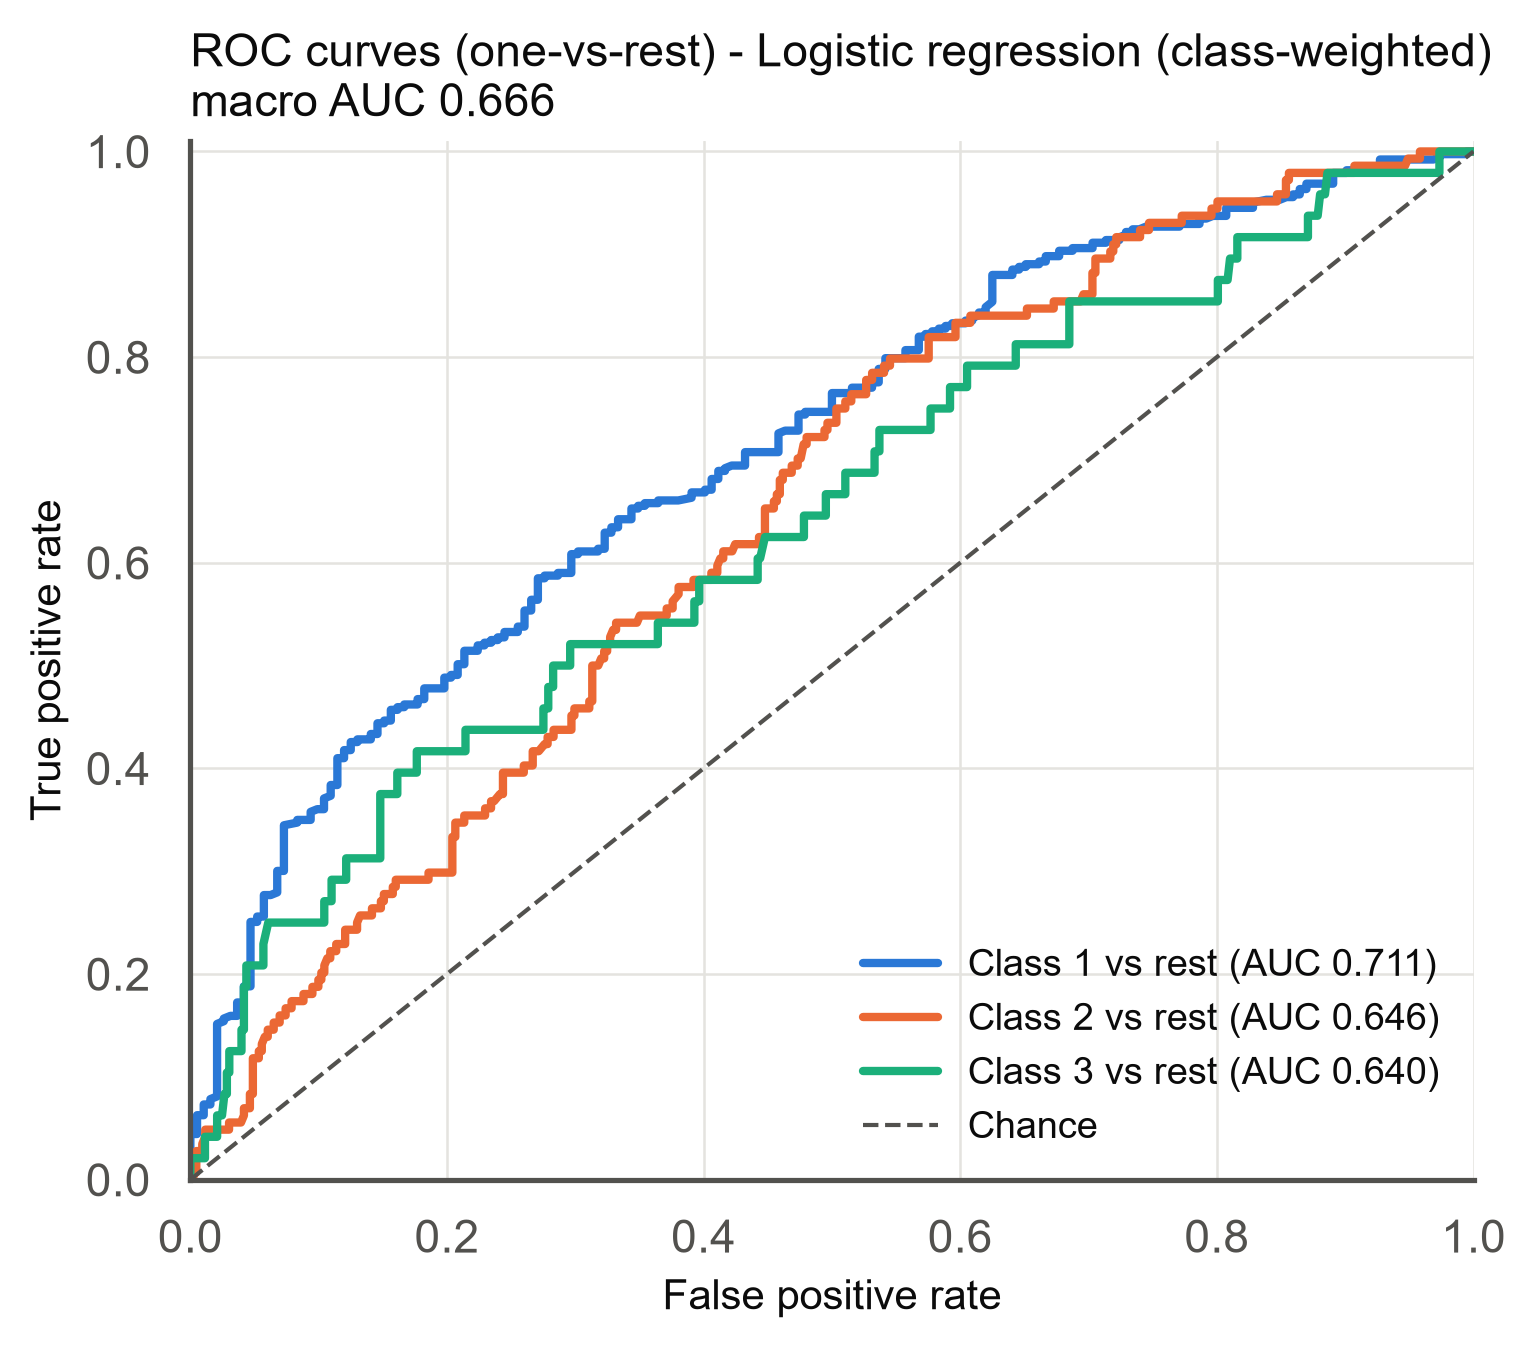 ROC curves (one-vs-rest) - Logistic regression (class-weighted)
macro AUC 0.666
1.0
0.8
0.6
0.4
0.2
0.0
True positive rate
Class 1 vs rest (AUC 0.711)
Class 2 vs rest (AUC 0.646)
Class 3 vs rest (AUC 0.640)
Chance
0.0 0.2 0.4 0.6 0.8 1.0
False positive rate